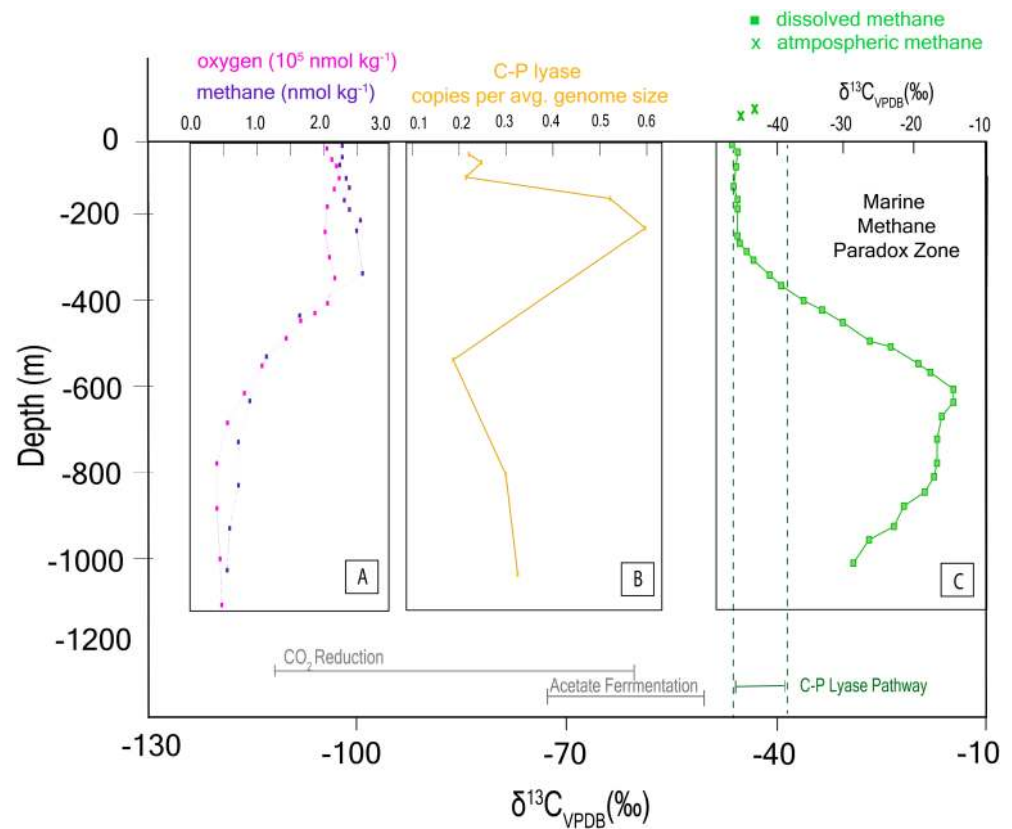 dissolved methane
x atmpospheric methane
oxygen (10⁵ nmol kg⁻¹)
methane (nmol kg⁻¹)
C-P lyase
copies per avg. genome size
δ¹³C_VPDB(‰)
0.0 1.0 2.0 3.0
0.1 0.2 0.3 0.4 0.5 0.6
-40 -30 -20 -10
0
-200
-400
-600
-800
-1000
-1200
Depth (m)
Marine
Methane
Paradox Zone
A
B
C
CO₂ Reduction
Acetate Ferrmentation
C-P Lyase Pathway
-130 -100 -70 -40 -10
δ¹³C_VPDB(‰)